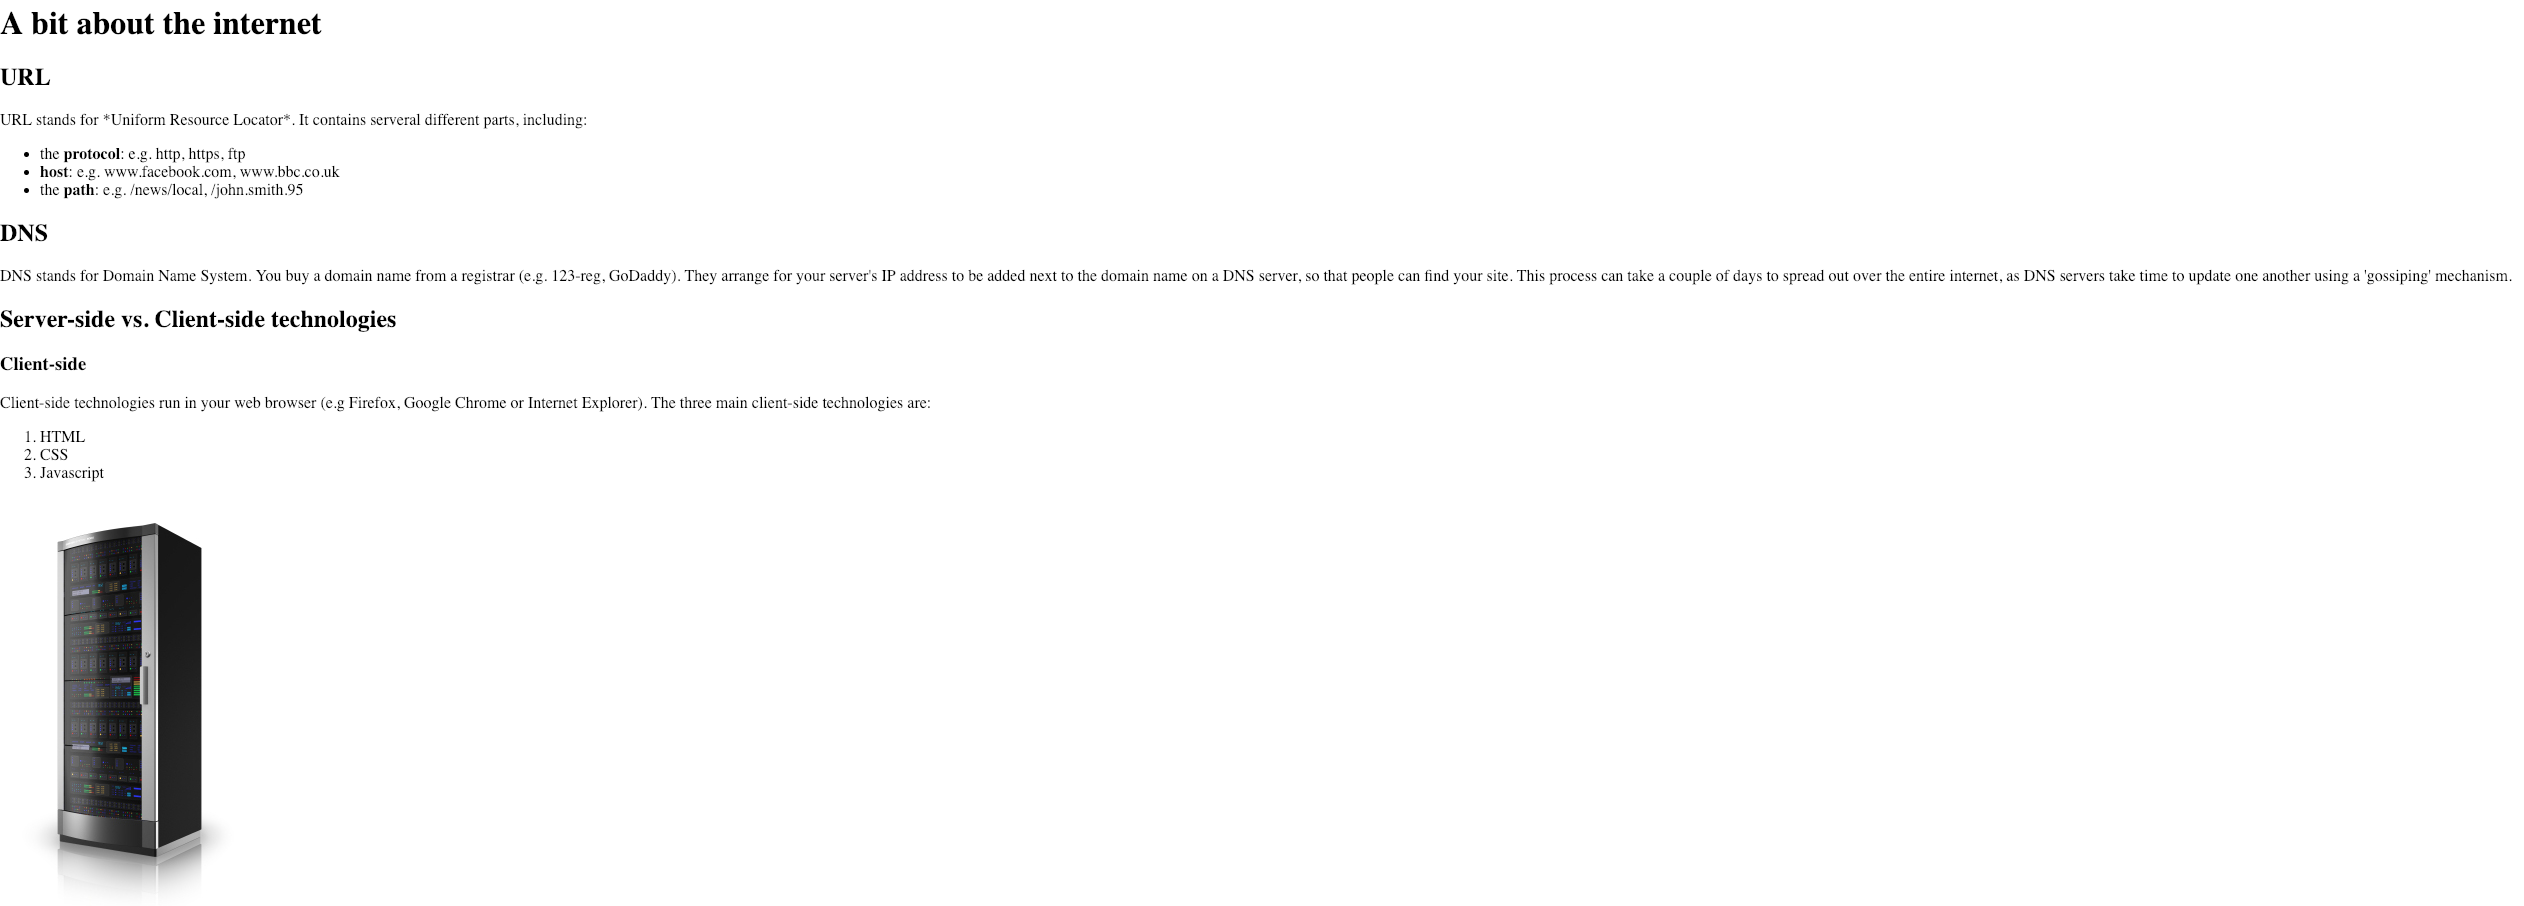 A bit about the internet
URL
URL stands for *Uniform Resource Locator*. It contains serveral different parts, including:
• the protocol: e.g. http, https, ftp
• host: e.g. www.facebook.com, www.bbc.co.uk
• the path: e.g. /news/local, /john.smith.95
DNS
DNS stands for Domain Name System. You buy a domain name from a registrar (e.g. 123-reg, GoDaddy). They arrange for your server's IP address to be added next to the domain name on a DNS server, so that people can find your site. This process can take a couple of days to spread out over the entire internet, as DNS servers take time to update one another using a 'gossiping' mechanism.
Server-side vs. Client-side technologies
Client-side
Client-side technologies run in your web browser (e.g Firefox, Google Chrome or Internet Explorer). The three main client-side technologies are:
1. HTML
2. CSS
3. Javascript